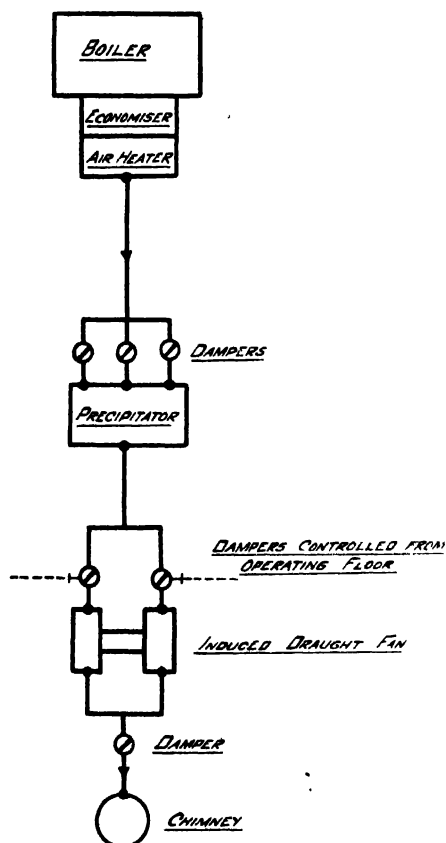 BOILER
ECONOMISER
AIR HEATER
DAMPERS
PRECIPITATOR
DAMPERS CONTROLLED FROM
OPERATING FLOOR
INDUCED DRAUGHT FAN
DAMPER
CHIMNEY